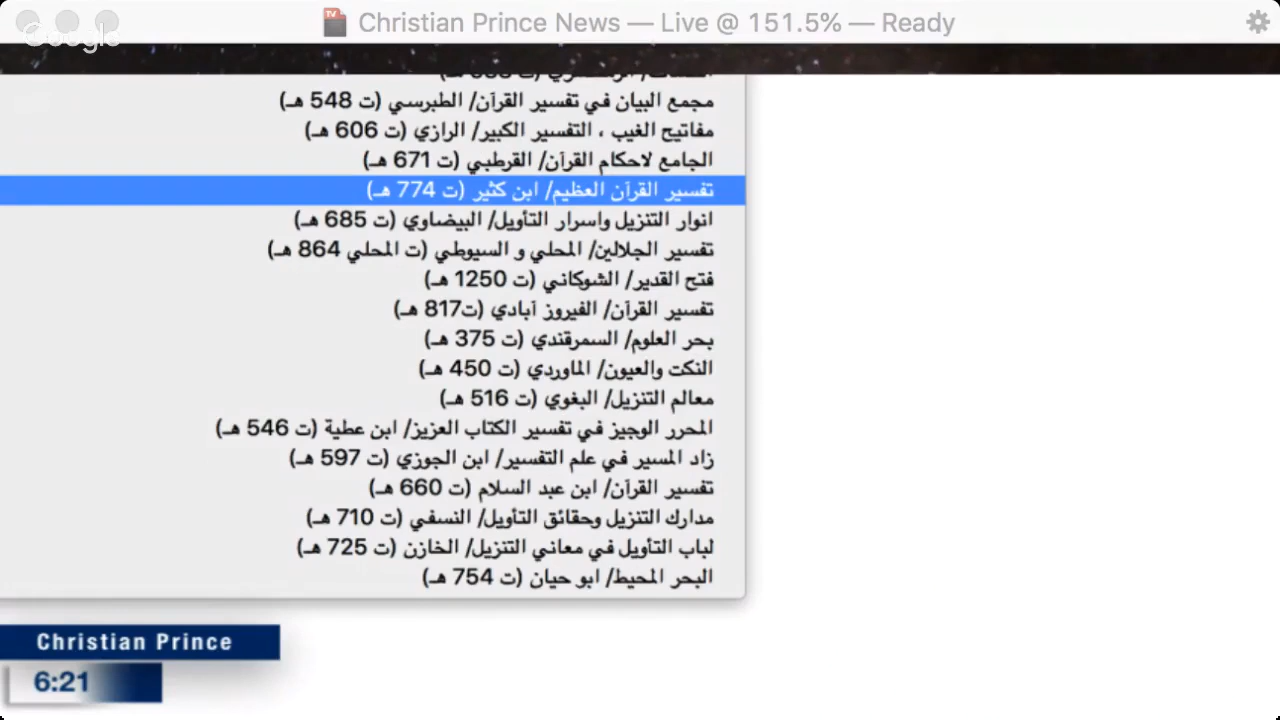 Christian Prince News — Live @ 151.5% — Ready
Google
مجمع البيان في تفسير القرآن/ الطبرسي (ت 548 هـ)
مفاتيح الغيب ، التفسير الكبير/ الرازي (ت 606 هـ)
الجامع لاحكام القرآن/ القرطبي (ت 671 هـ)
تفسير القرآن العظيم/ ابن كثير (ت 774 هـ)
انوار التنزيل واسرار التأويل/ البيضاوي (ت 685 هـ)
تفسير الجلالين/ المحلي و السيوطي (ت المحلي 864 هـ)
فتح القدير/ الشوكاني (ت 1250 هـ)
تفسير القرآن/ الفيروز آبادي (ت817 هـ)
بحر العلوم/ السمرقندي (ت 375 هـ)
النكت والعيون/ الماوردي (ت 450 هـ)
معالم التنزيل/ البغوي (ت 516 هـ)
المحرر الوجيز في تفسير الكتاب العزيز/ ابن عطية (ت 546 هـ)
زاد المسير في علم التفسير/ ابن الجوزي (ت 597 هـ)
تفسير القرآن/ ابن عبد السلام (ت 660 هـ)
مدارك التنزيل وحقائق التأويل/ النسفي (ت 710 هـ)
لباب التأويل في معاني التنزيل/ الخازن (ت 725 هـ)
البحر المحيط/ ابو حيان (ت 754 هـ)
Christian Prince
6:21